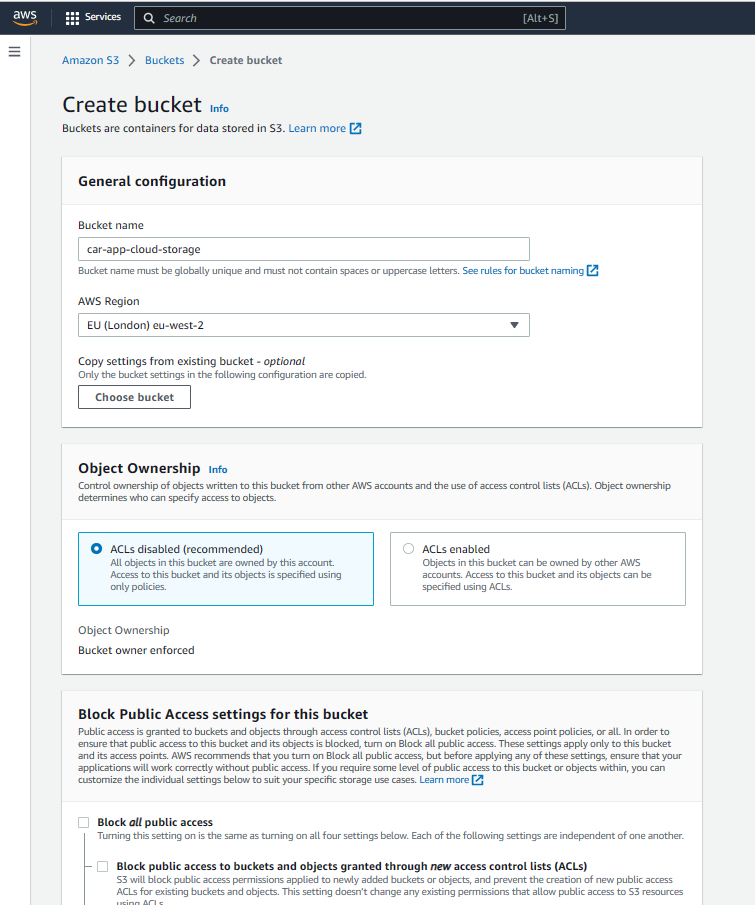 aws
Services
Search
[Alt+S]
Amazon S3 > Buckets > Create bucket
Create bucket Info
Buckets are containers for data stored in S3. Learn more
General configuration
Bucket name
car-app-cloud-storage
Bucket name must be globally unique and must not contain spaces or uppercase letters. See rules for bucket naming
AWS Region
EU (London) eu-west-2
Copy settings from existing bucket - optional
Only the bucket settings in the following configuration are copied.
Choose bucket
Object Ownership Info
Control ownership of objects written to this bucket from other AWS accounts and the use of access control lists (ACLs). Object ownership
determines who can specify access to objects.
ACLs disabled (recommended)
All objects in this bucket are owned by this account.
Access to this bucket and its objects is specified using
only policies.
ACLs enabled
Objects in this bucket can be owned by other AWS
accounts. Access to this bucket and its objects can be
specified using ACLs.
Object Ownership
Bucket owner enforced
Block Public Access settings for this bucket
Public access is granted to buckets and objects through access control lists (ACLs), bucket policies, access point policies, or all. In order to
ensure that public access to this bucket and its objects is blocked, turn on Block all public access. These settings apply only to this bucket
and its access points. AWS recommends that you turn on Block all public access, but before applying any of these settings, ensure that your
applications will work correctly without public access. If you require some level of public access to this bucket or objects within, you can
customize the individual settings below to suit your specific storage use cases. Learn more
Block all public access
Turning this setting on is the same as turning on all four settings below. Each of the following settings are independent of one another.
Block public access to buckets and objects granted through new access control lists (ACLs)
S3 will block public access permissions applied to newly added buckets or objects, and prevent the creation of new public access
ACLs for existing buckets and objects. This setting doesn't change any existing permissions that allow public access to S3 resources
using ACLs.